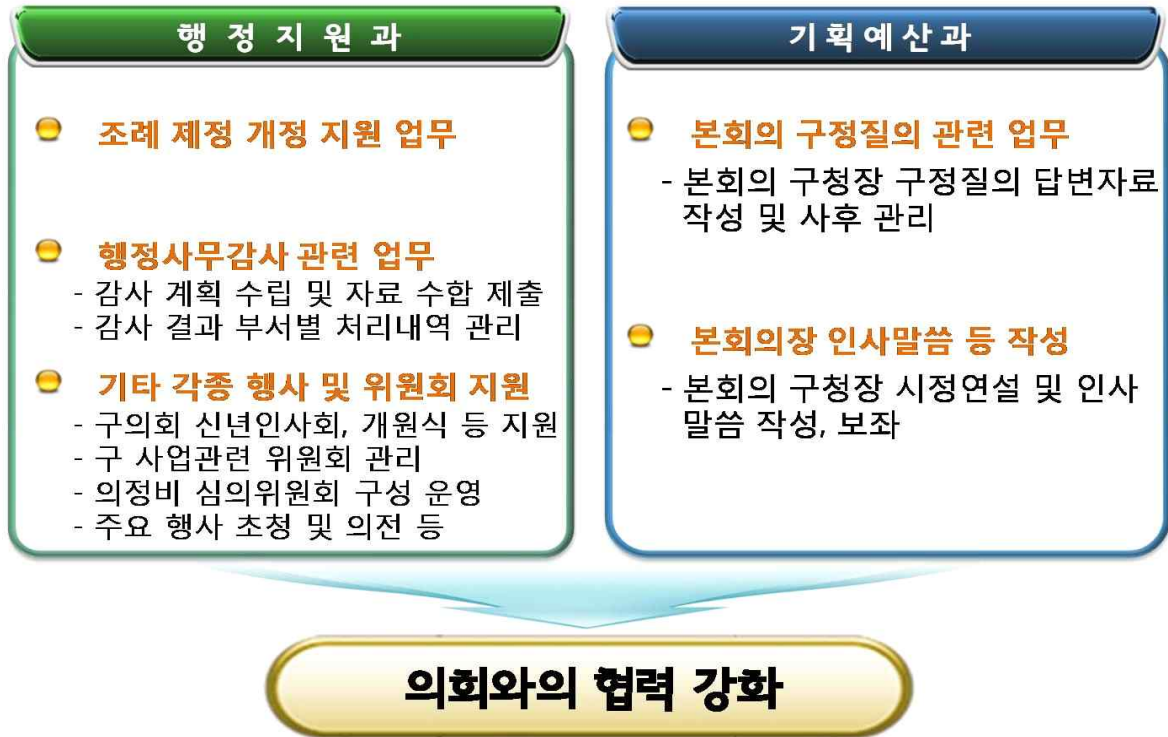 행정지원과
조례 제정 개정 지원 업무
행정사무감사 관련 업무
- 감사 계획 수립 및 자료 수합 제출
- 감사 결과 부서별 처리내역 관리
기타 각종 행사 및 위원회 지원
- 구의회 신년인사회, 개원식 등 지원
- 구 사업관련 위원회 관리
- 의정비 심의위원회 구성 운영
- 주요 행사 초청 및 의전 등
기획예산과
본회의 구정질의 관련 업무
- 본회의 구청장 구정질의 답변자료
작성 및 사후 관리
본회의장 인사말씀 등 작성
- 본회의 구청장 시정연설 및 인사
말씀 작성, 보좌
의회와의 협력 강화